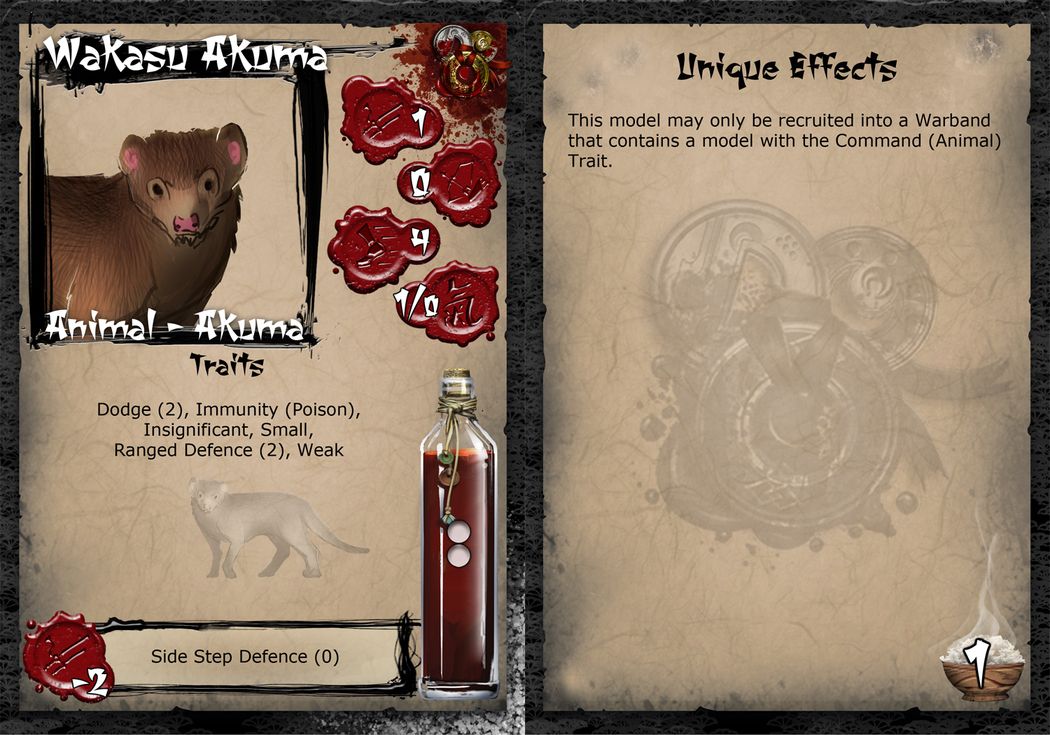 Wakasu Akuma
1
0
4
1/0
氣
Animal - Akuma
Traits
Dodge (2), Immunity (Poison),
Insignificant, Small,
Ranged Defence (2), Weak
Side Step Defence (0)
-2
Unique Effects
This model may only be recruited into a Warband
that contains a model with the Command (Animal)
Trait.
1